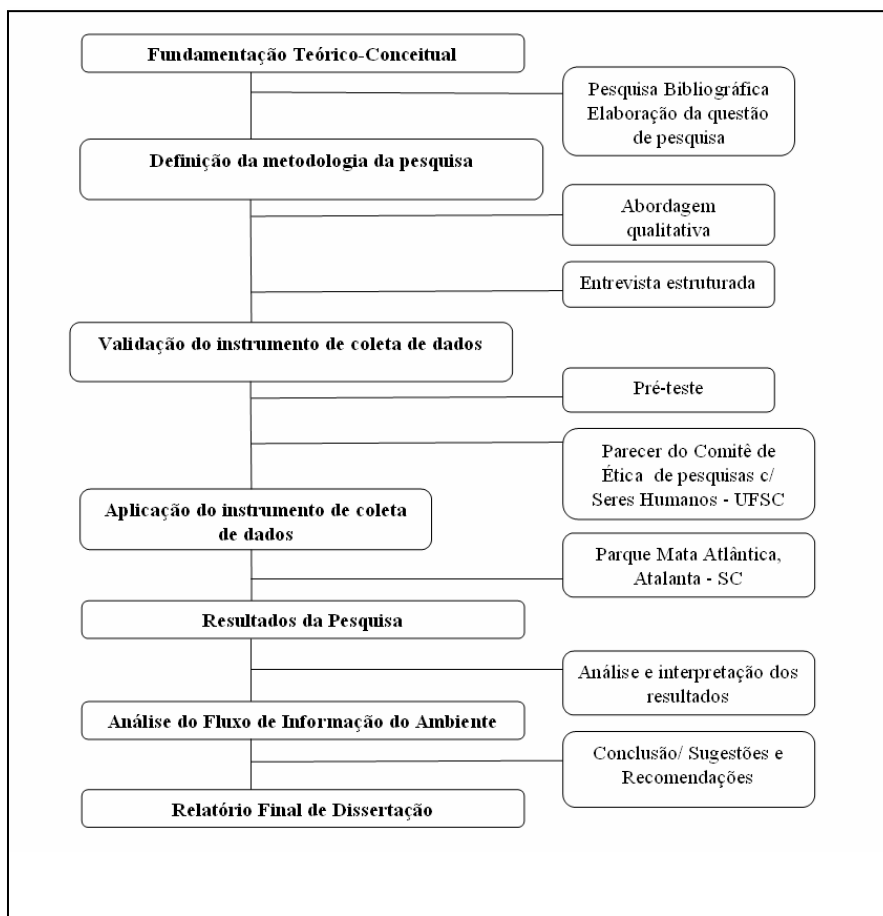 Fundamentação Teórico-Conceitual
Pesquisa Bibliográfica
Elaboração da questão
de pesquisa
Definição da metodologia da pesquisa
Abordagem
qualitativa
Entrevista estruturada
Validação do instrumento de coleta de dados
Pré-teste
Parecer do Comitê de
Ética de pesquisas c/
Seres Humanos - UFSC
Aplicação do instrumento de coleta
de dados
Parque Mata Atlântica,
Atalanta - SC
Resultados da Pesquisa
Análise e interpretação dos
resultados
Análise do Fluxo de Informação do Ambiente
Conclusão/ Sugestões e
Recomendações
Relatório Final de Dissertação